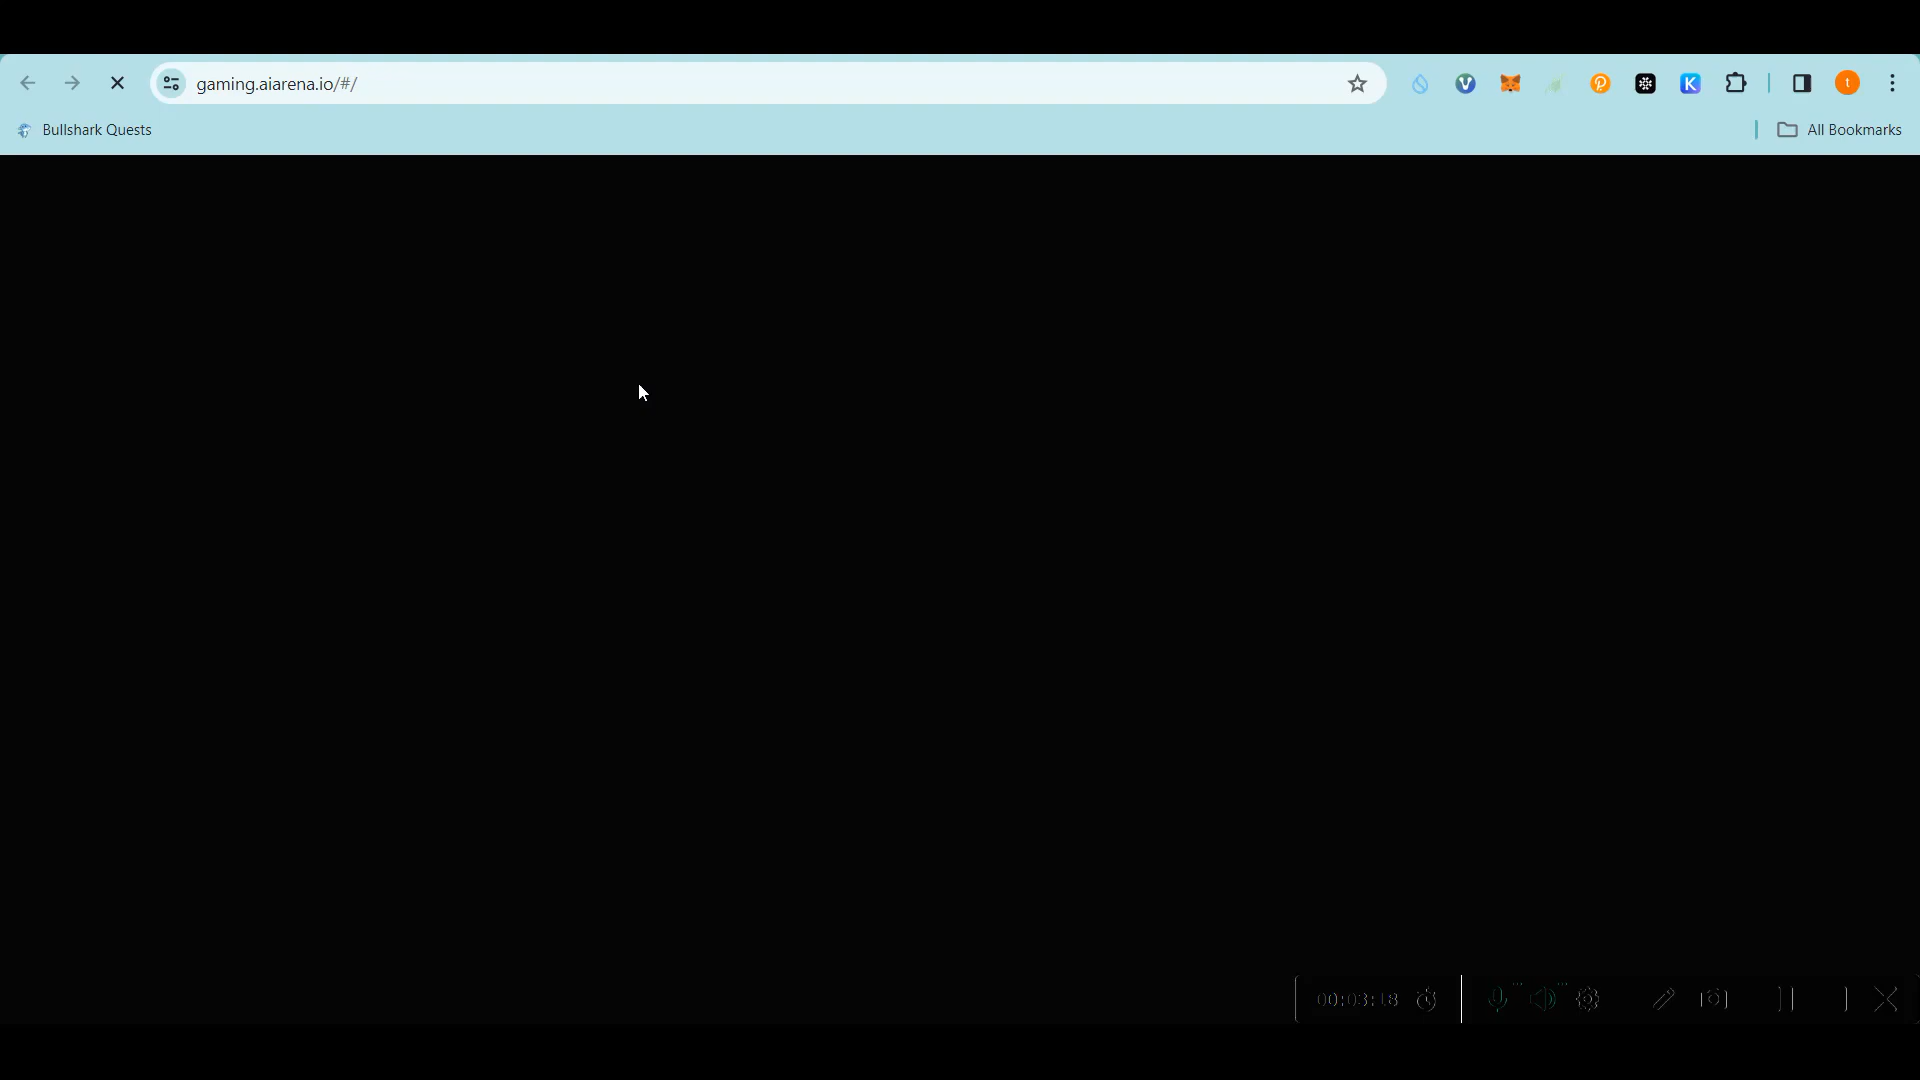 gaming.aiarena.io/#/
t
Bullshark Quests
All Bookmarks
00:03:18